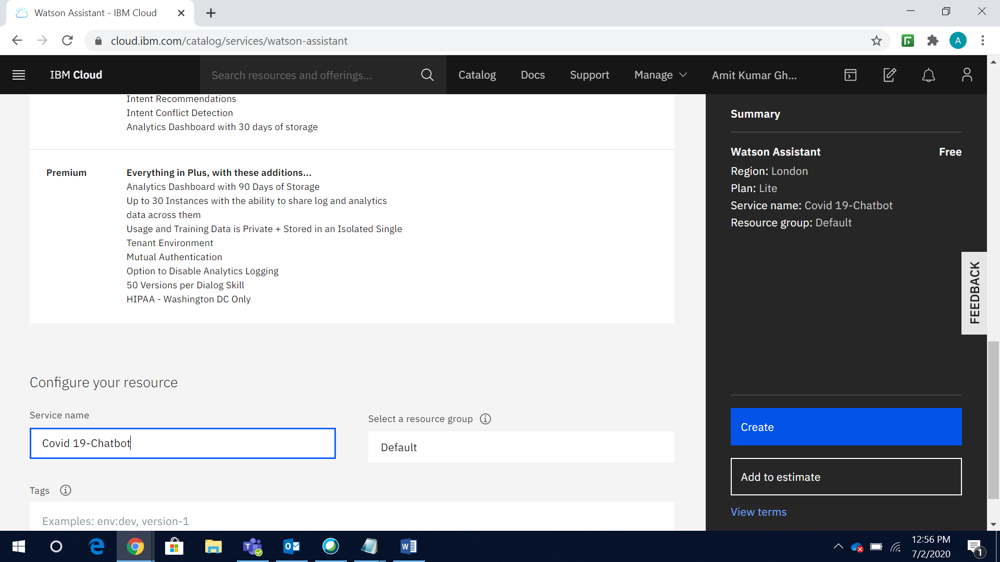 Watson Assistant - IBM Cloud
cloud.ibm.com/catalog/services/watson-assistant
A
IBM Cloud
Search resources and offerings...
Catalog
Docs
Support
Manage
Amit Kumar Gh...
Intent Recommendations
Intent Conflict Detection
Analytics Dashboard with 30 days of storage
Premium
Everything in Plus, with these additions...
Analytics Dashboard with 90 Days of Storage
Up to 30 Instances with the ability to share log and analytics
data across them
Usage and Training Data is Private + Stored in an Isolated Single
Tenant Environment
Mutual Authentication
Option to Disable Analytics Logging
50 Versions per Dialog Skill
HIPAA - Washington DC Only
Configure your resource
Service name
Covid 19-Chatbot
Select a resource group
Default
Tags
Examples: env:dev, version-1
Summary
Watson Assistant Free
Region: London
Plan: Lite
Service name: Covid 19-Chatbot
Resource group: Default
FEEDBACK
Create
Add to estimate
View terms
12:56 PM
7/2/2020
1